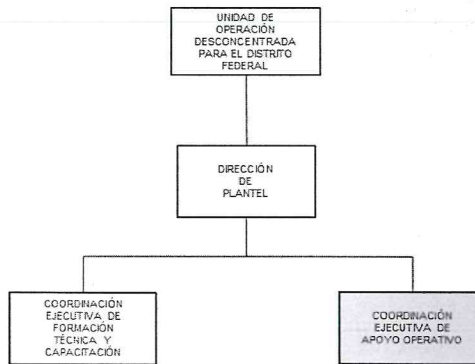 UNIDAD DE
OPERACIÓN
DESCONCENTRADA
PARA EL DISTRITO
FEDERAL
DIRECCIÓN
DE
PLANTEL
COORDINACIÓN
EJECUTIVA DE
FORMACIÓN
TÉCNICA Y
CAPACITACIÓN
COORDINACIÓN
EJECUTIVA DE
APOYO OPERATIVO